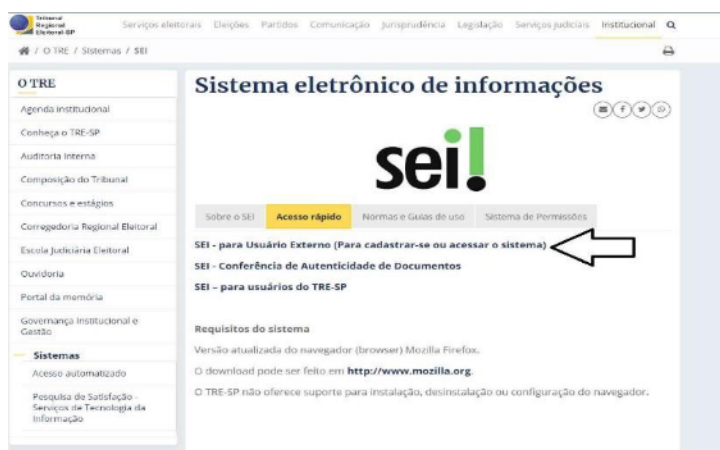 Tribunal
Regional
Eleitoral-SP
Serviços eleitorais Eleições Partidos Comunicação Jurisprudência Legislação Serviços judiciais Institucional
/ O TRE / Sistemas / SEI
O TRE
Agenda institucional
Conheça o TRE-SP
Auditoria Interna
Composição do Tribunal
Concursos e estágios
Corregedoria Regional Eleitoral
Escola Judiciária Eleitoral
Ouvidoria
Portal da memória
Governança Institucional e
Gestão
Sistemas
Acesso automatizado
Pesquisa de Satisfação -
Serviços de Tecnologia da
Informação
Sistema eletrônico de informações
sei!
Sobre o SEI Acesso rápido Normas e Guias de uso Sistema de Permissões
SEI - para Usuário Externo (Para cadastrar-se ou acessar o sistema)
SEI - Conferência de Autenticidade de Documentos
SEI – para usuários do TRE-SP
Requisitos do sistema
Versão atualizada do navegador (browser) Mozilla Firefox.
O download pode ser feito em http://www.mozilla.org.
O TRE-SP não oferece suporte para instalação, desinstalação ou configuração do navegador.